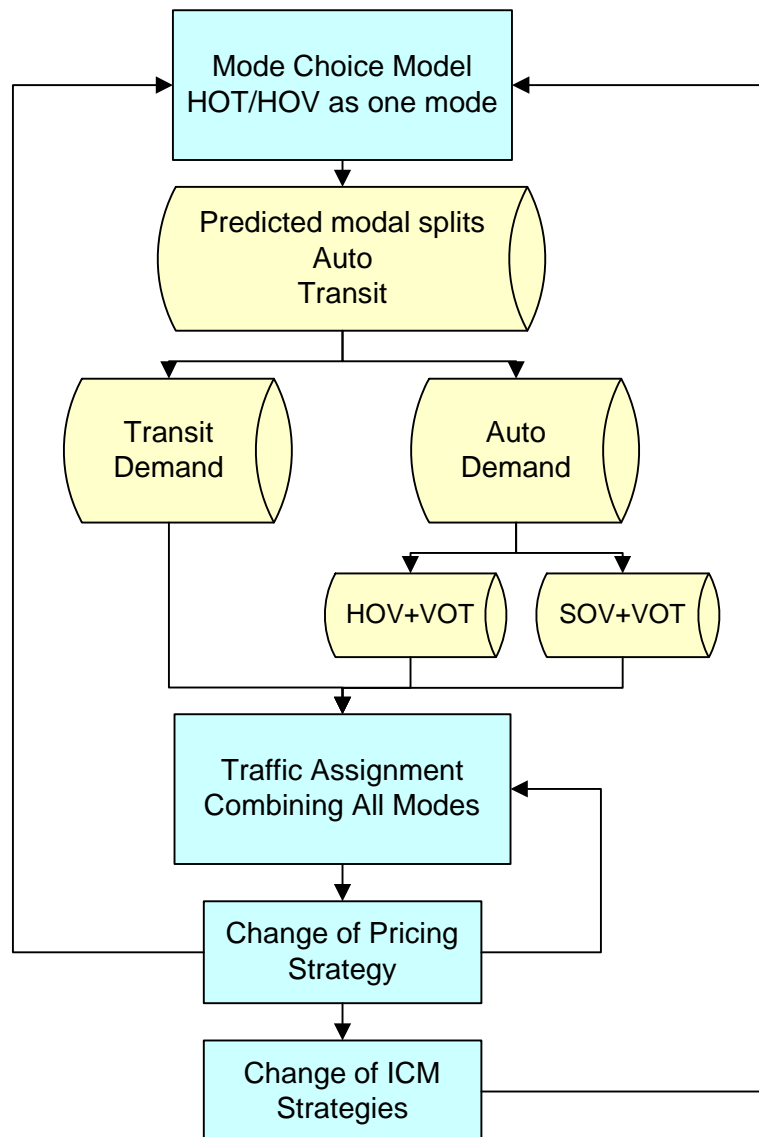 Mode Choice Model
HOT/HOV as one mode
Predicted modal splits
Auto
Transit
Transit
Demand
Auto
Demand
HOV+VOT
SOV+VOT
Traffic Assignment
Combining All Modes
Change of Pricing
Strategy
Change of ICM
Strategies